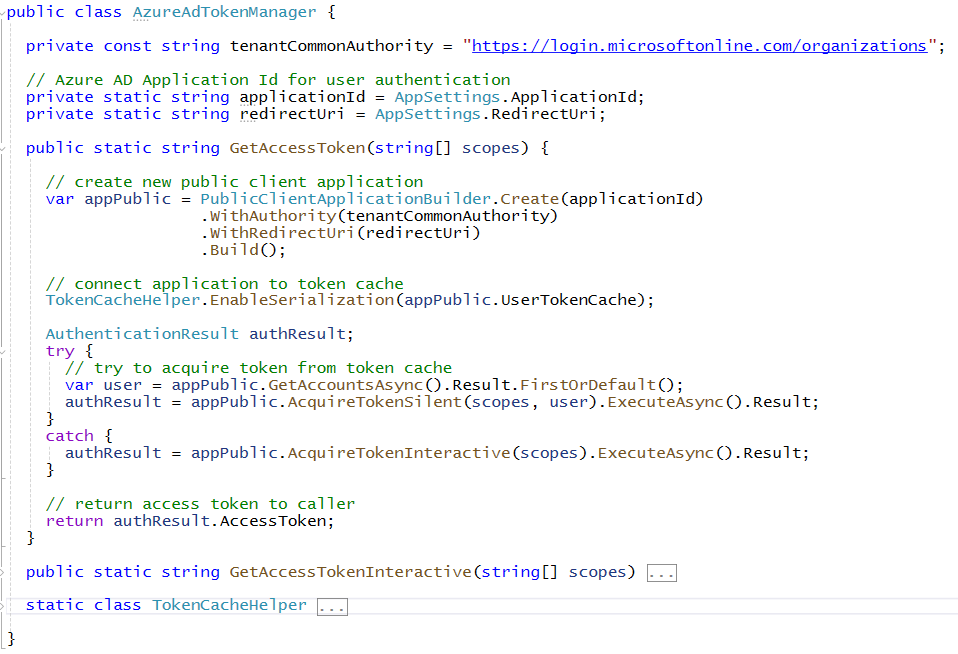 public class AzureAdTokenManager {
private const string tenantCommonAuthority = "https://login.microsoftonline.com/organizations";
// Azure AD Application Id for user authentication
private static string applicationId = AppSettings.ApplicationId;
private static string redirectUri = AppSettings.RedirectUri;
public static string GetAccessToken(string[] scopes) {
// create new public client application
var appPublic = PublicClientApplicationBuilder.Create(applicationId)
.WithAuthority(tenantCommonAuthority)
.WithRedirectUri(redirectUri)
.Build();
// connect application to token cache
TokenCacheHelper.EnableSerialization(appPublic.UserTokenCache);
AuthenticationResult authResult;
try {
// try to acquire token from token cache
var user = appPublic.GetAccountsAsync().Result.FirstOrDefault();
authResult = appPublic.AcquireTokenSilent(scopes, user).ExecuteAsync().Result;
}
catch {
authResult = appPublic.AcquireTokenInteractive(scopes).ExecuteAsync().Result;
}
// return access token to caller
return authResult.AccessToken;
}
public static string GetAccessTokenInteractive(string[] scopes) ...
static class TokenCacheHelper ...
}